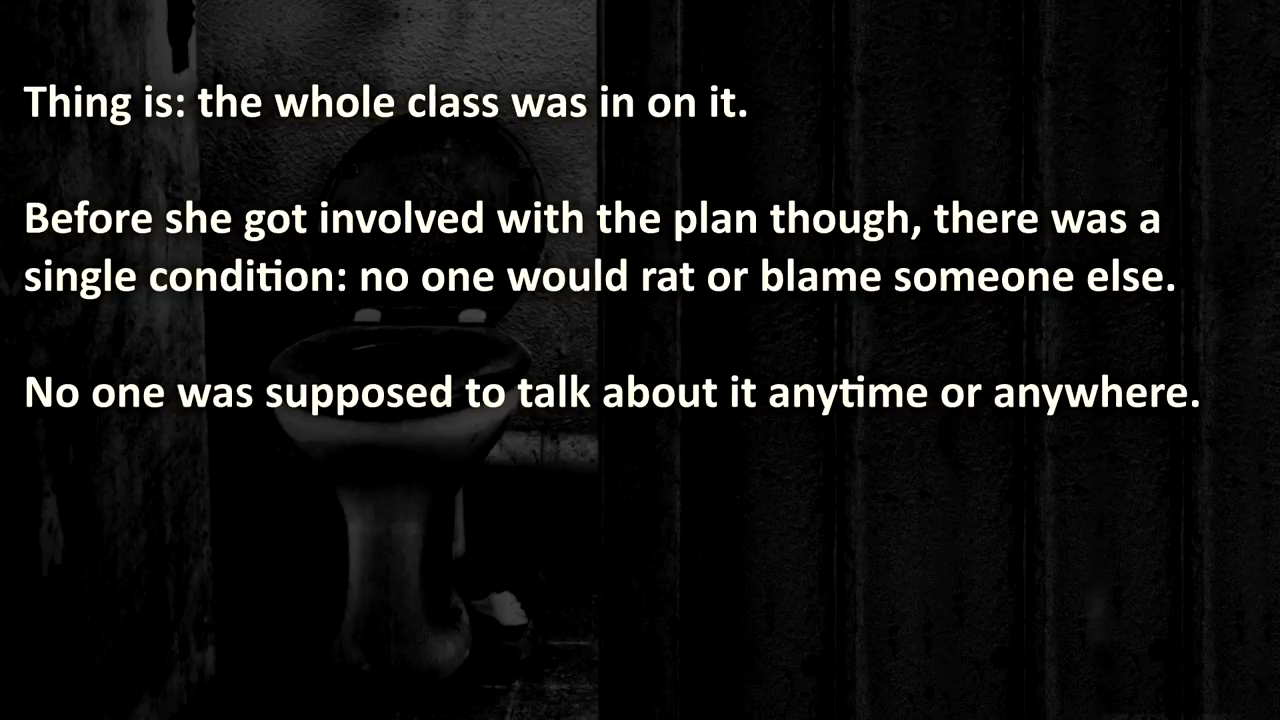 Thing is: the whole class was in on it.
Before she got involved with the plan though, there was a
single condition: no one would rat or blame someone else.
No one was supposed to talk about it anytime or anywhere.